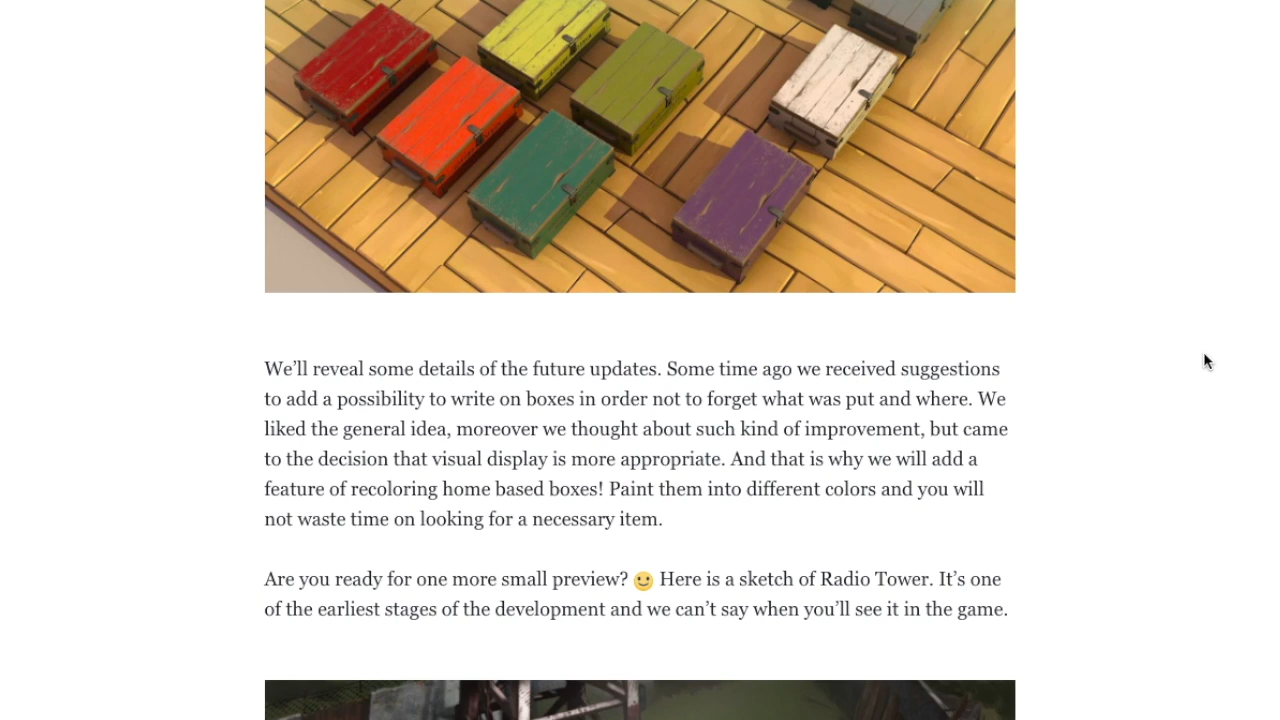 We’ll reveal some details of the future updates. Some time ago we received suggestions
to add a possibility to write on boxes in order not to forget what was put and where. We
liked the general idea, moreover we thought about such kind of improvement, but came
to the decision that visual display is more appropriate. And that is why we will add a
feature of recoloring home based boxes! Paint them into different colors and you will
not waste time on looking for a necessary item.
Are you ready for one more small preview? 🙂 Here is a sketch of Radio Tower. It’s one
of the earliest stages of the development and we can’t say when you’ll see it in the game.